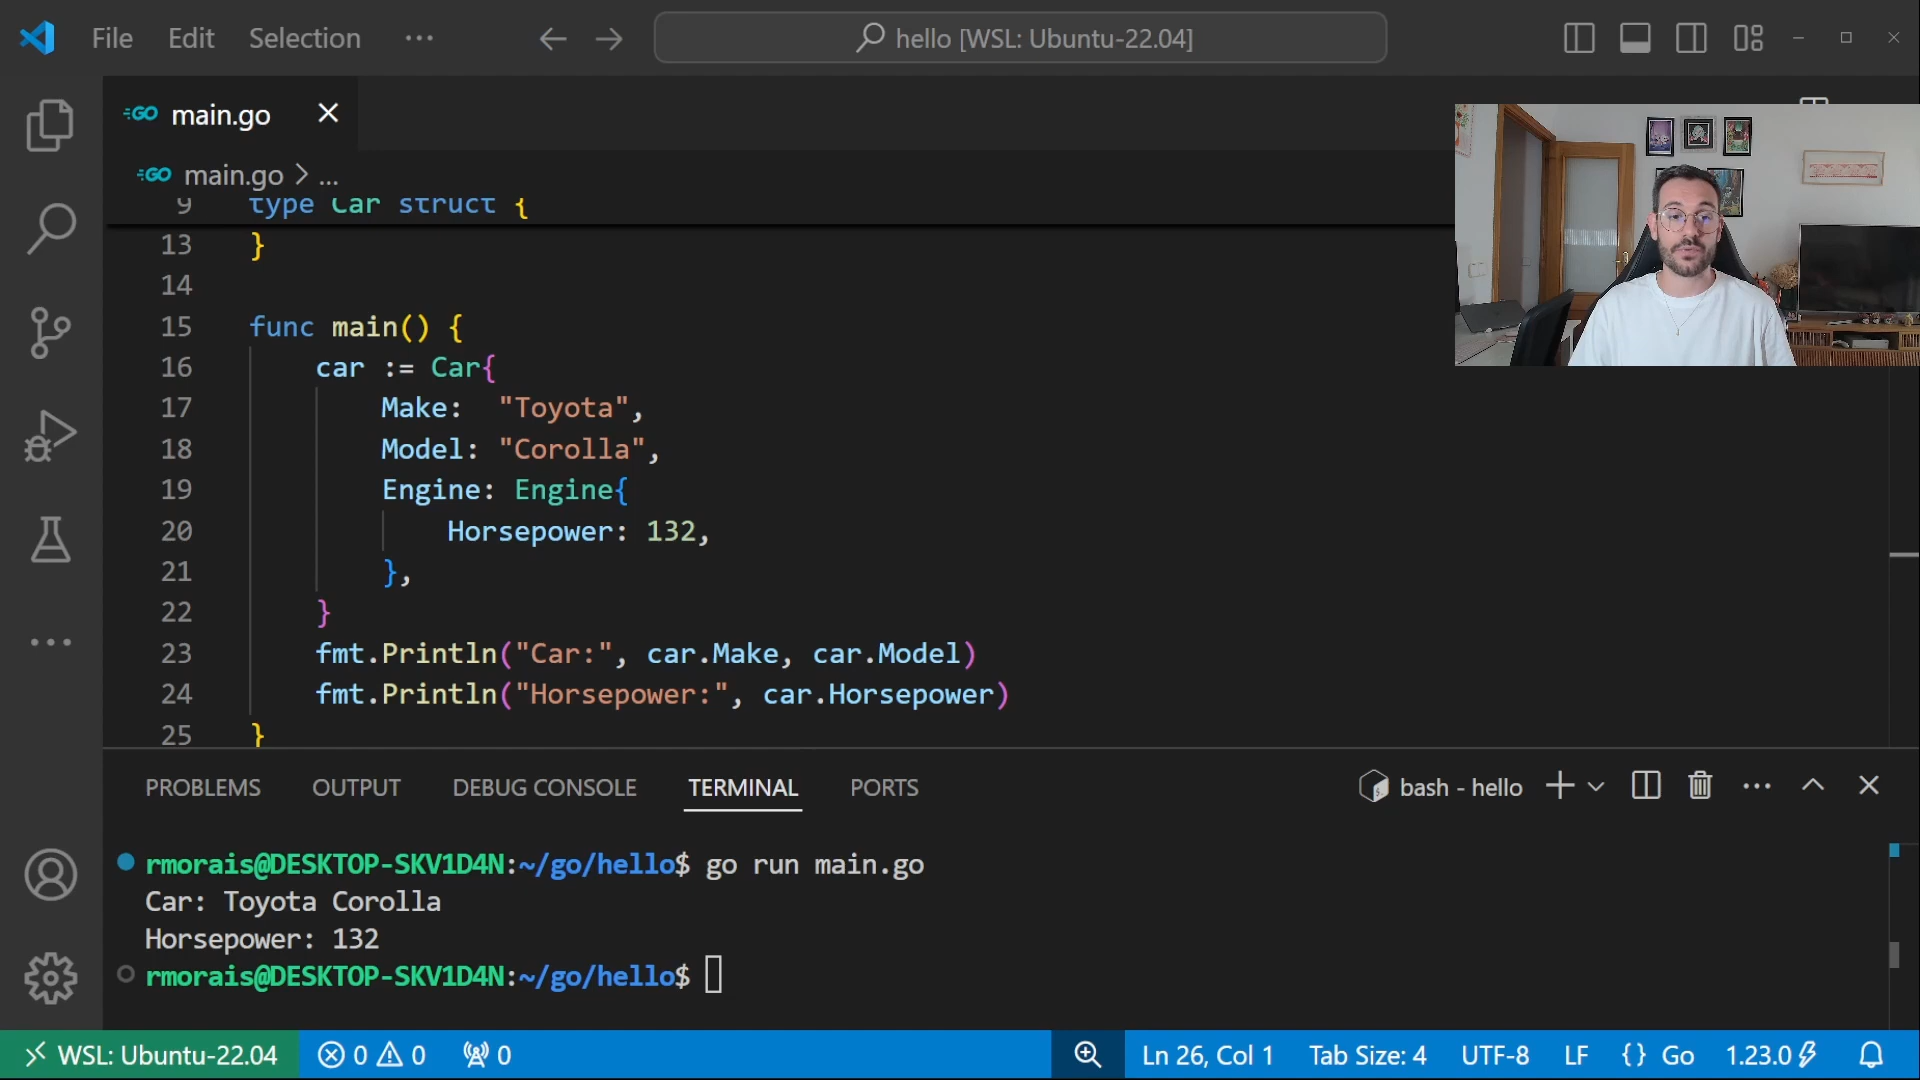 File Edit Selection ··· hello [WSL: Ubuntu-22.04]
GO main.go
GO main.go > ...
9 type Car struct {
13 }
14
15 func main() {
16 car := Car{
17 Make: "Toyota",
18 Model: "Corolla",
19 Engine: Engine{
20 Horsepower: 132,
21 },
22 }
23 fmt.Println("Car:", car.Make, car.Model)
24 fmt.Println("Horsepower:", car.Horsepower)
25 }
PROBLEMS OUTPUT DEBUG CONSOLE TERMINAL PORTS bash - hello
rmorais@DESKTOP-SKV1D4N:~/go/hello$ go run main.go
Car: Toyota Corolla
Horsepower: 132
rmorais@DESKTOP-SKV1D4N:~/go/hello$
WSL: Ubuntu-22.04 0 0 0 Ln 26, Col 1 Tab Size: 4 UTF-8 LF {} Go 1.23.0